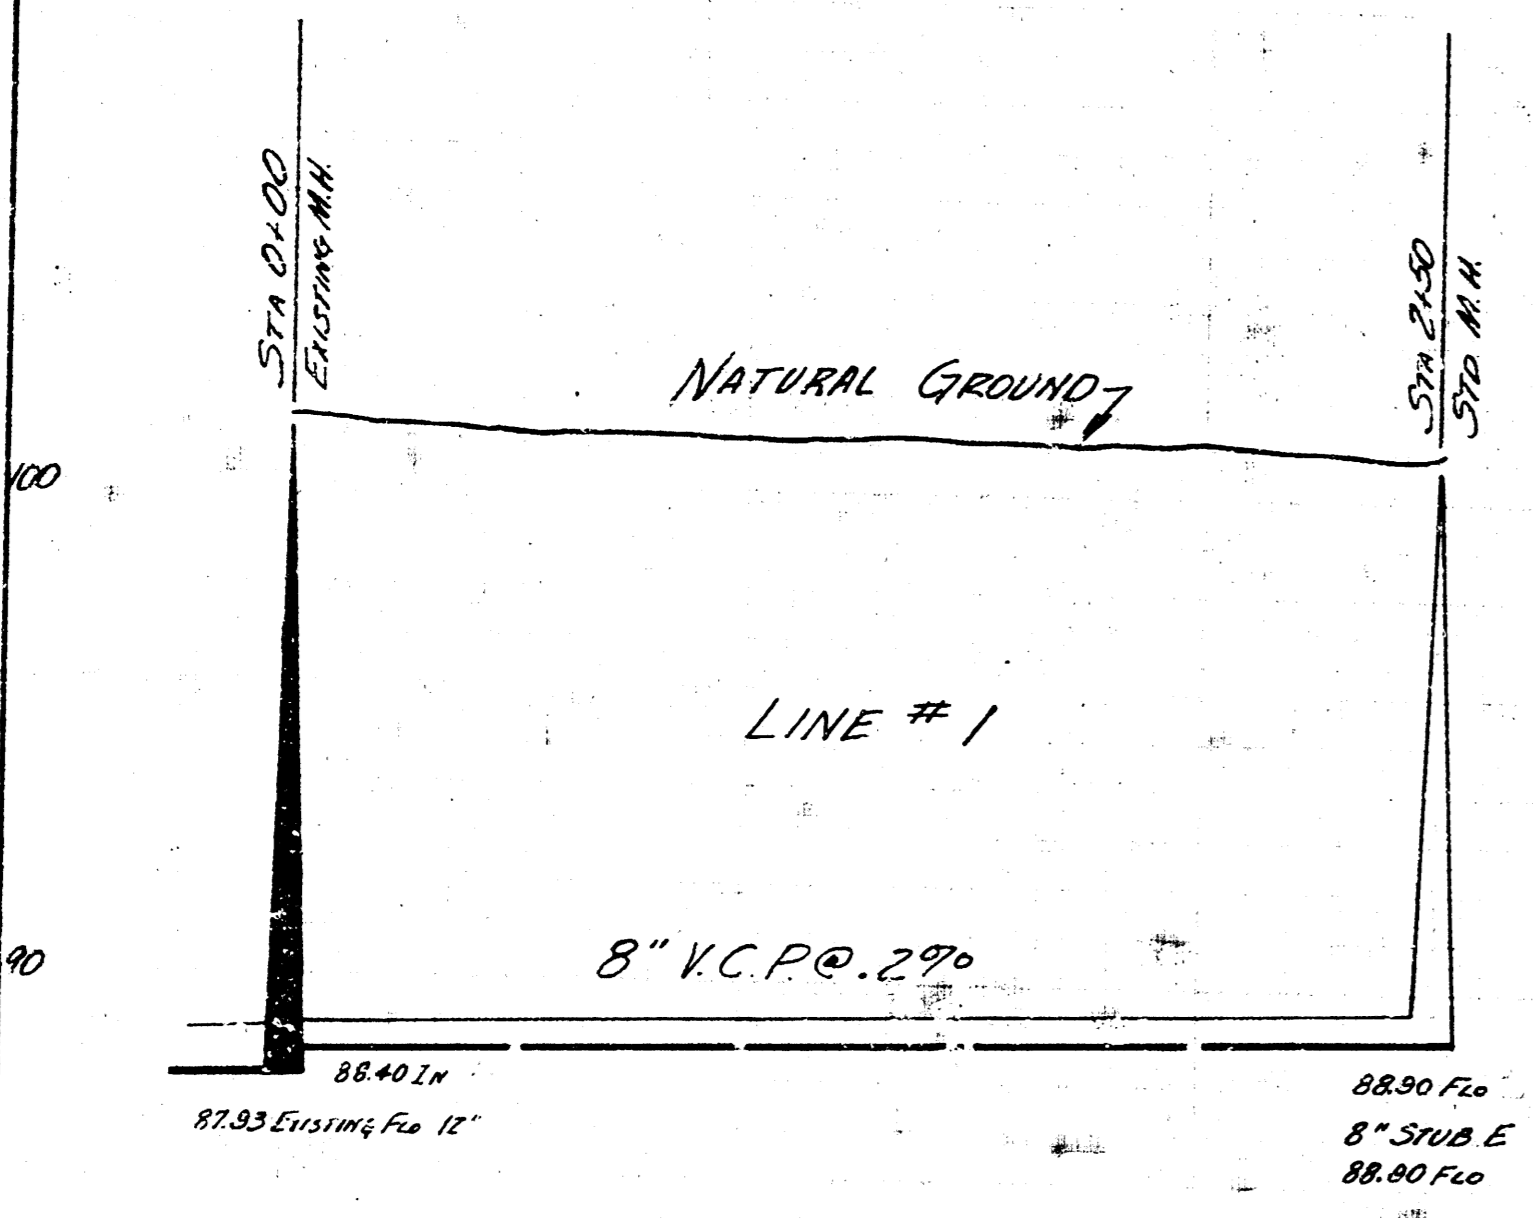 STA 0+00
EXISTING M.H.
STA 2+50
STD M.H.
NATURAL GROUND
100
LINE # 1
90
8" V.C.P. @ .2%
88.40 IN
87.93 EXISTING FLO 12"
88.90 FLO
8" STUB E
88.90 FLO